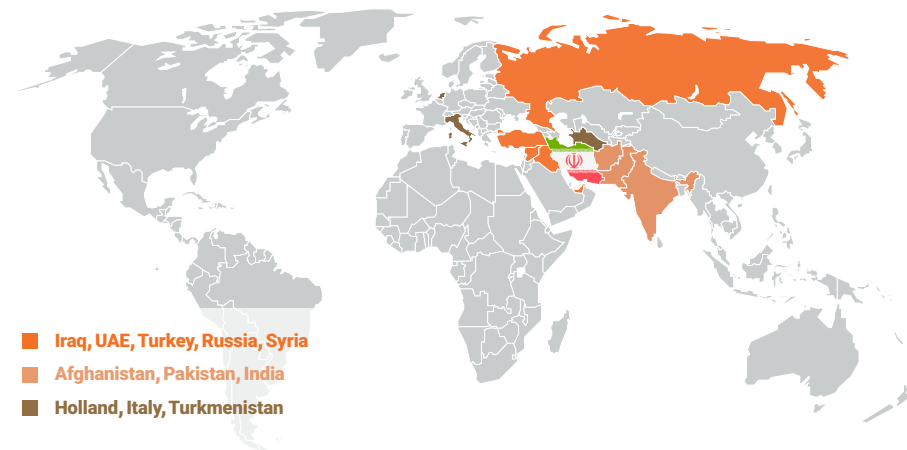 Iraq, UAE, Turkey, Russia, Syria
Afghanistan, Pakistan, India
Holland, Italy, Turkmenistan